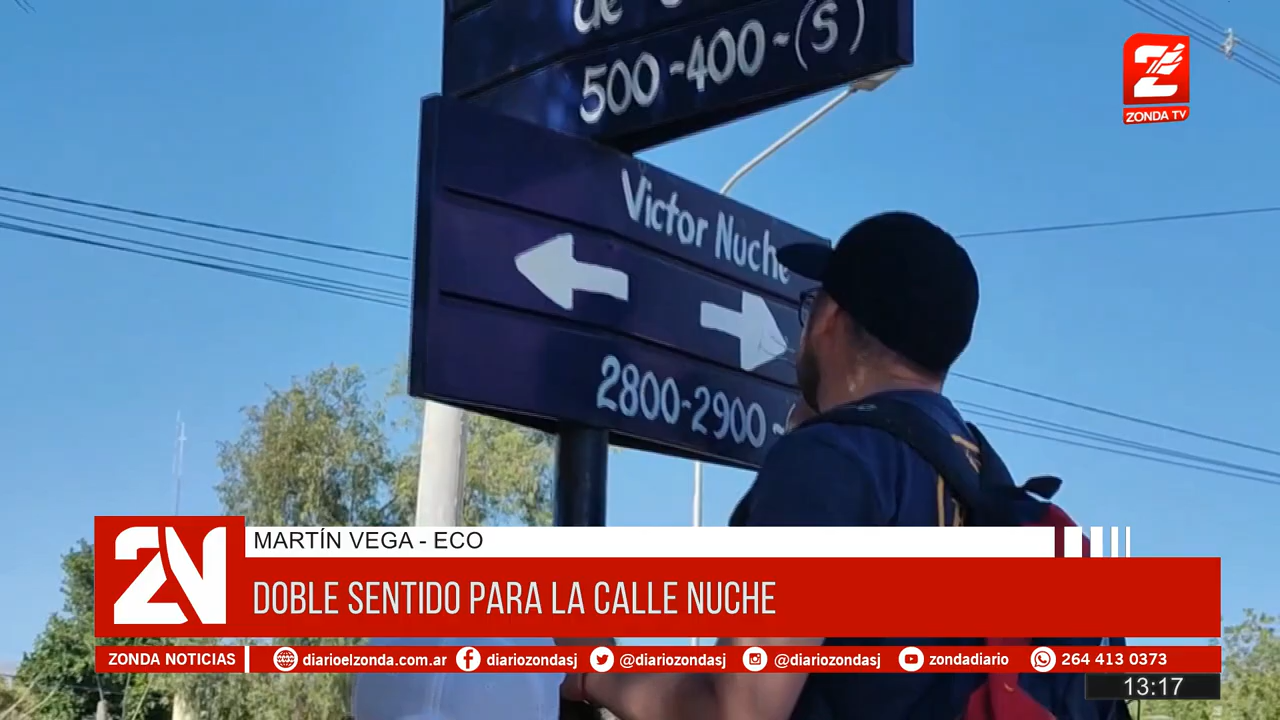 500-400~(S)
ZONDA TV
Victor Nuche
2800-2900~
MARTÍN VEGA - ECO
ZN
DOBLE SENTIDO PARA LA CALLE NUCHE
ZONDA NOTICIAS diarioelzonda.com.ar diariozondasj @diariozondasj @diariozondasj zondadiario 264 413 0373
13:17